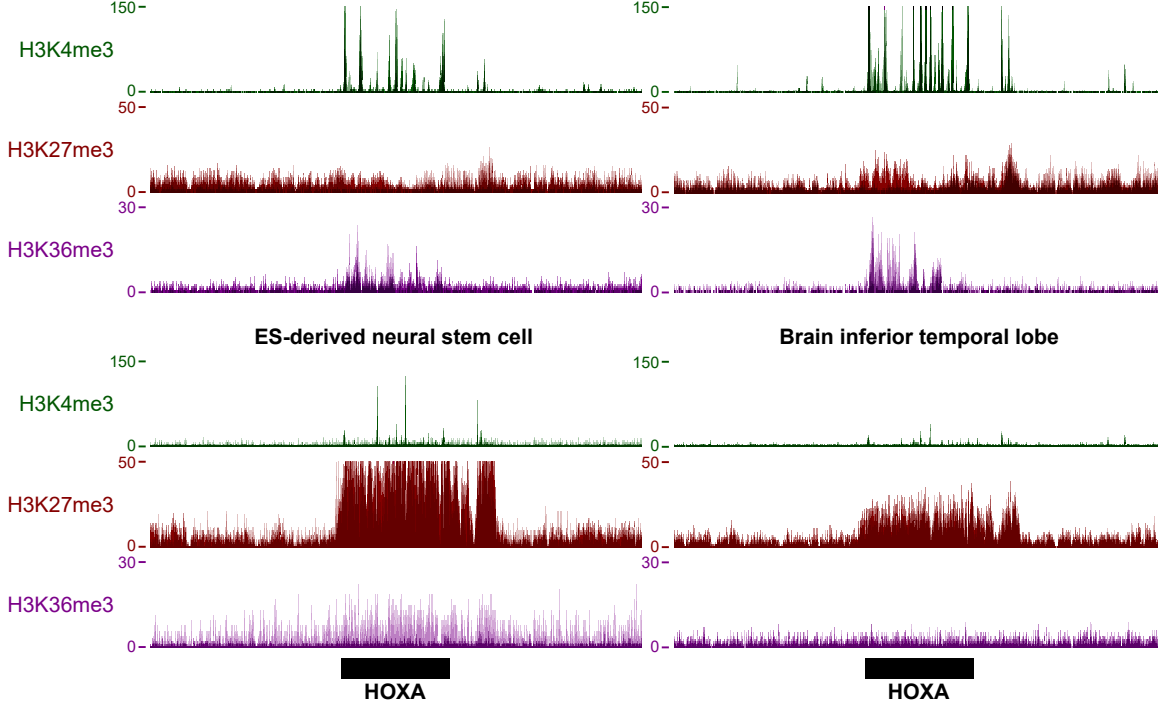 150 150
H3K4me3
0 0
50 50
H3K27me3
0 0
30 30
H3K36me3
0 0
ES-derived neural stem cell Brain inferior temporal lobe
150 150
H3K4me3
0 0
50 50
H3K27me3
0 0
30 30
H3K36me3
0 0
HOXA HOXA